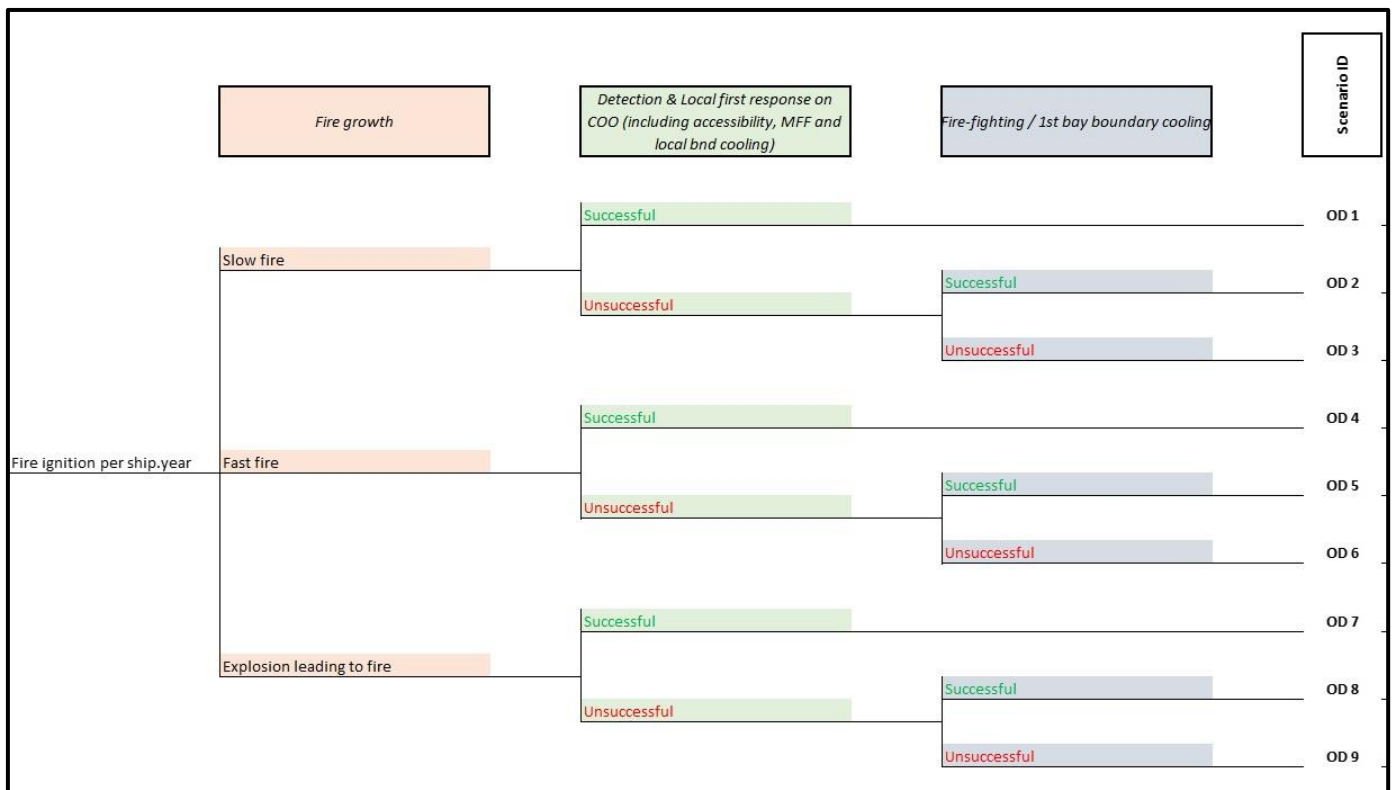 Scenario ID
Fire growth
Detection & Local first response on
COO (including accessibility, MFF and
local bnd cooling)
Fire-fighting / 1st bay boundary cooling
Successful
OD 1
Slow fire
Successful
OD 2
Unsuccessful
Unsuccessful
OD 3
Successful
OD 4
Fire ignition per ship.year
Fast fire
Successful
OD 5
Unsuccessful
Unsuccessful
OD 6
Successful
OD 7
Explosion leading to fire
Successful
OD 8
Unsuccessful
Unsuccessful
OD 9